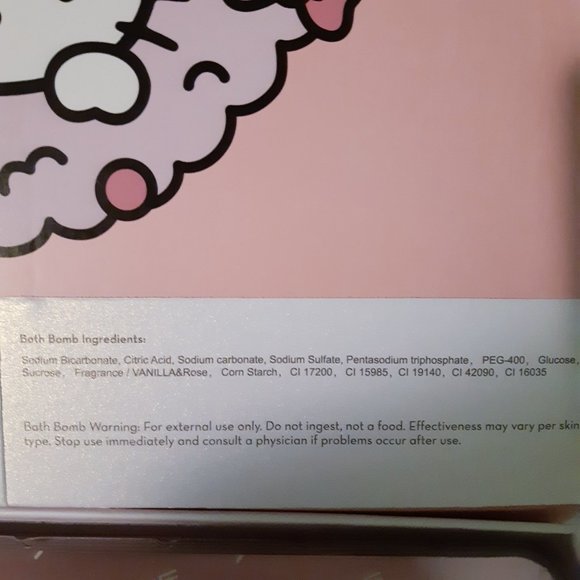 Bath Bomb Ingredients:
Sodium Bicarbonate, Citric Acid, Sodium carbonate, Sodium Sulfate, Pentasodium triphosphate, PEG-400, Glucose,
Sucrose, Fragrance / VANILLA&Rose, Corn Starch, CI 17200, CI 15985, CI 19140, CI 42090, CI 16035
Bath Bomb Warning: For external use only. Do not ingest, not a food. Effectiveness may vary per skin
type. Stop use immediately and consult a physician if problems occur after use.